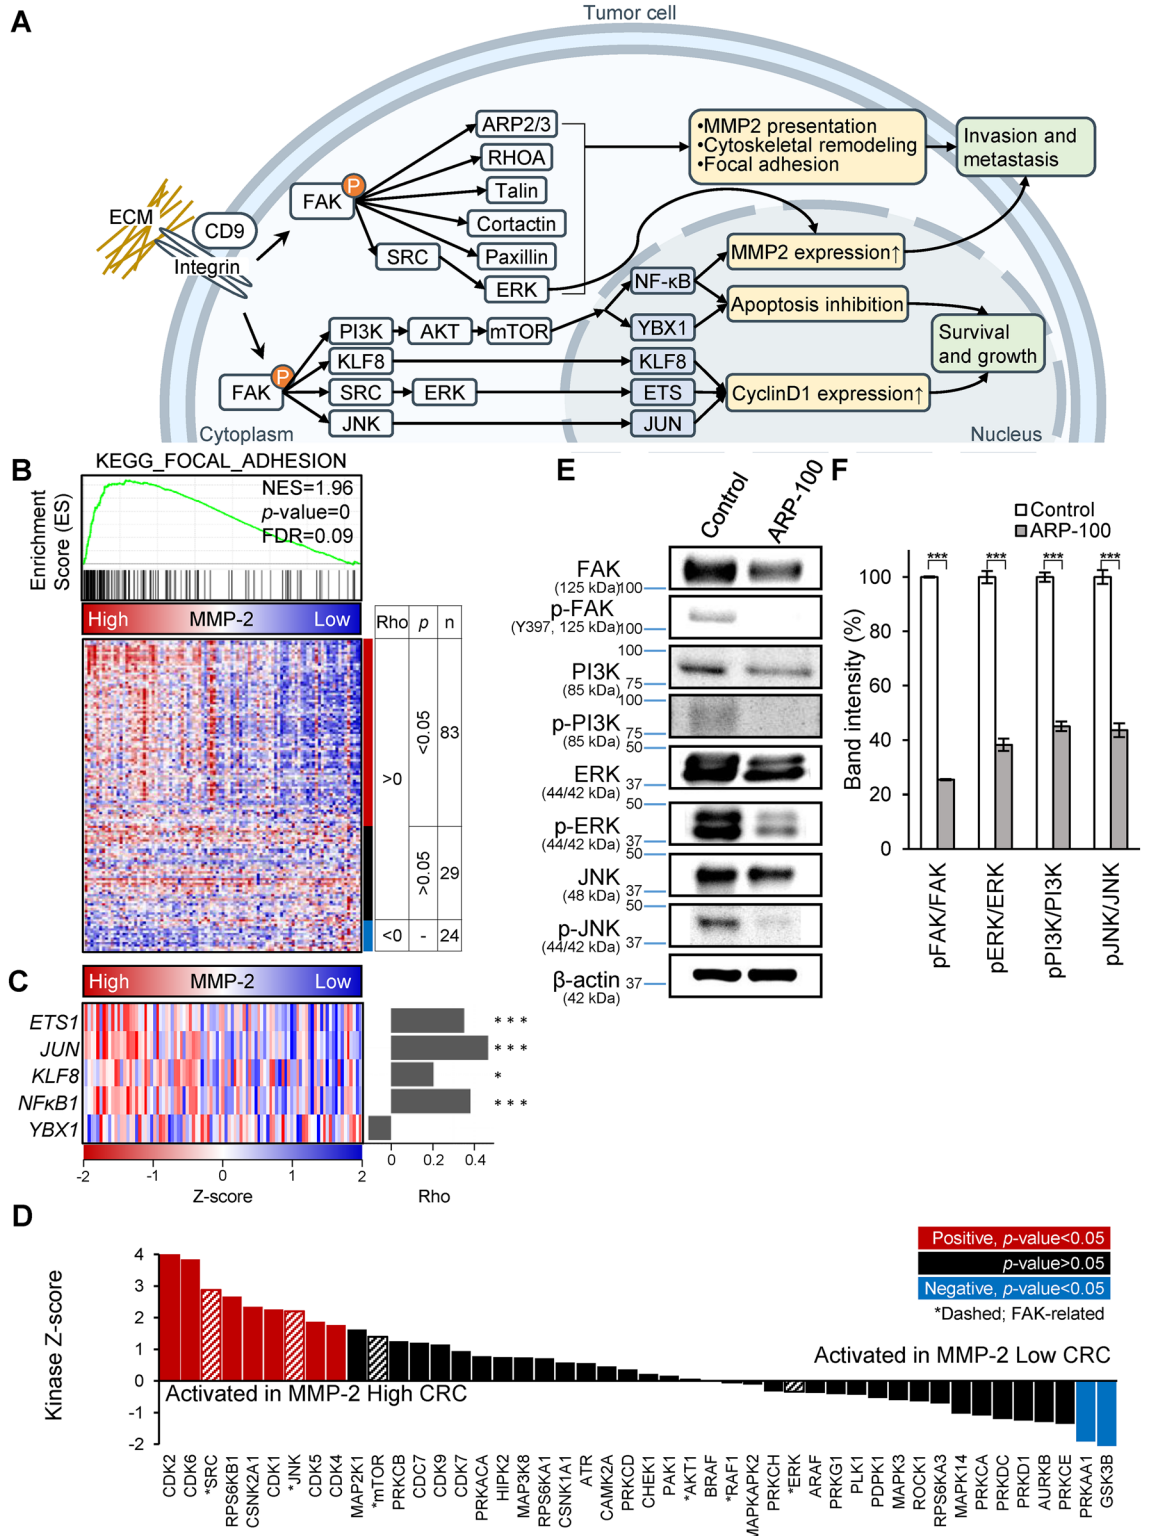 A
Tumor cell
ARP2/3
RHOA
Talin
Cortactin
Paxillin
ERK
SRC
FAK
P
ECM
CD9
Integrin
•MMP2 presentation
•Cytoskeletal remodeling
•Focal adhesion
Invasion and
metastasis
MMP2 expression↑
NF-κB
Apoptosis inhibition
YBX1
PI3K
AKT
mTOR
Survival
and growth
KLF8
KLF8
P
FAK
SRC
ERK
ETS
CyclinD1 expression↑
JNK
JUN
Cytoplasm
Nucleus
B
KEGG_FOCAL_ADHESION
Enrichment
Score (ES)
NES=1.96
p-value=0
FDR=0.09
High MMP-2 Low
Rho p n
>0
<0.05 83
>0.05 29
<0 - 24
C
High MMP-2 Low
ETS1 ***
JUN ***
KLF8 *
NFκB1 ***
YBX1
-2 -1 0 1 2
Z-score
0 0.2 0.4
Rho
E
Control
ARP-100
FAK
(125 kDa) 100
p-FAK
(Y397, 125 kDa) 100
100
PI3K
75
(85 kDa)
100
p-PI3K
75
(85 kDa)
50
ERK
37
(44/42 kDa)
50
p-ERK
37
(44/42 kDa)
50
JNK
37
(48 kDa)
50
p-JNK
37
(44/42 kDa)
β-actin 37
(42 kDa)
F
Control
ARP-100
*** *** *** ***
Band intensity (%)
100
80
60
40
20
0
pFAK/FAK
pERK/ERK
pPI3K/PI3K
pJNK/JNK
D
Positive, p-value<0.05
p-value>0.05
Negative, p-value<0.05
*Dashed; FAK-related
Kinase Z-score
4
3
2
1
0
-1
-2
Activated in MMP-2 Low CRC
Activated in MMP-2 High CRC
CDK2
CDK6
*SRC
RPS6KB1
CSNK2A1
CDK1
*JNK
CDK5
CDK4
MAP2K1
*mTOR
PRKCB
CDC7
CDK9
CDK7
PRKACA
HIPK2
MAP3K8
RPS6KA1
CSNK1A1
ATR
CAMK2A
PRKCD
CHEK1
PAK1
*AKT1
BRAF
*RAF1
MAPKAPK2
PRKCH
*ERK
ARAF
PRKG1
PLK1
PDPK1
MAPK3
ROCK1
RPS6KA3
MAPK14
PRKCA
PRKDC
PRKD1
AURKB
PRKCE
PRKAA1
GSK3B